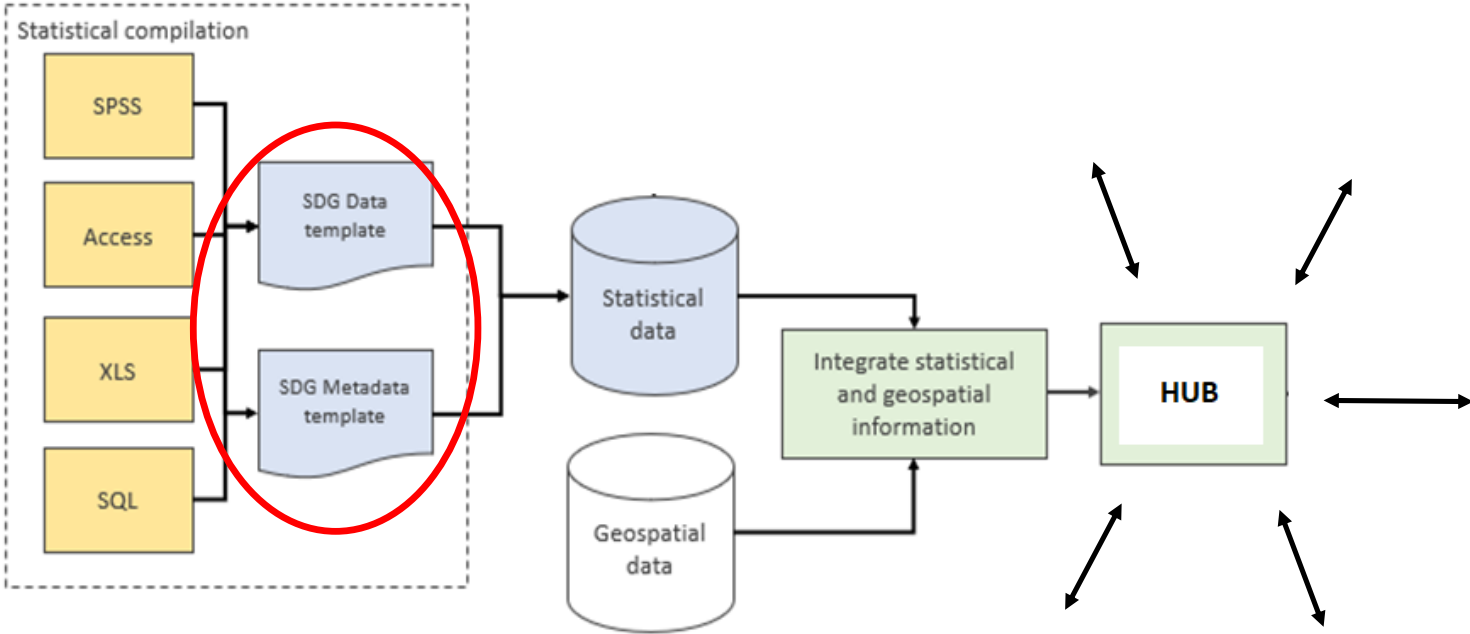 Statistical compilation
SPSS
Access
XLS
SQL
SDG Data
template
SDG Metadata
template
Statistical
data
Geospatial
data
Integrate statistical
and geospatial
information
HUB